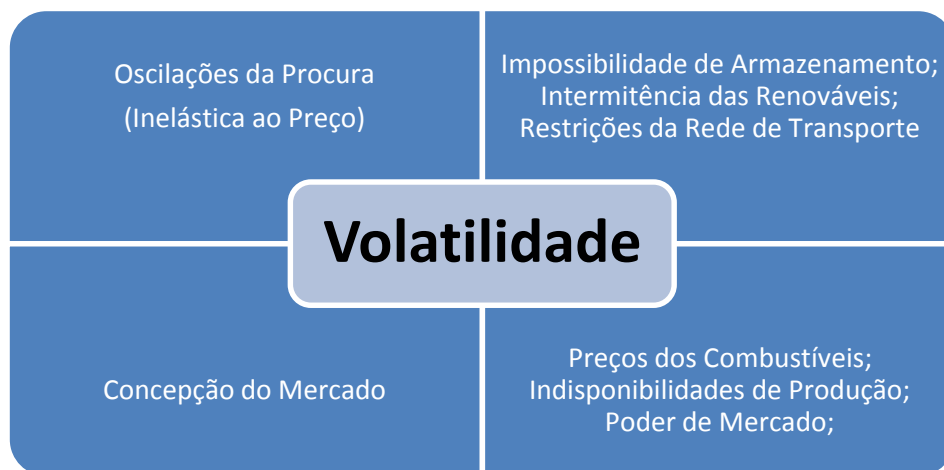 Oscilações da Procura
(Inelástica ao Preço)
Impossibilidade de Armazenamento;
Intermitência das Renováveis;
Restrições da Rede de Transporte
Volatilidade
Concepção do Mercado
Preços dos Combustíveis;
Indisponibilidades de Produção;
Poder de Mercado;